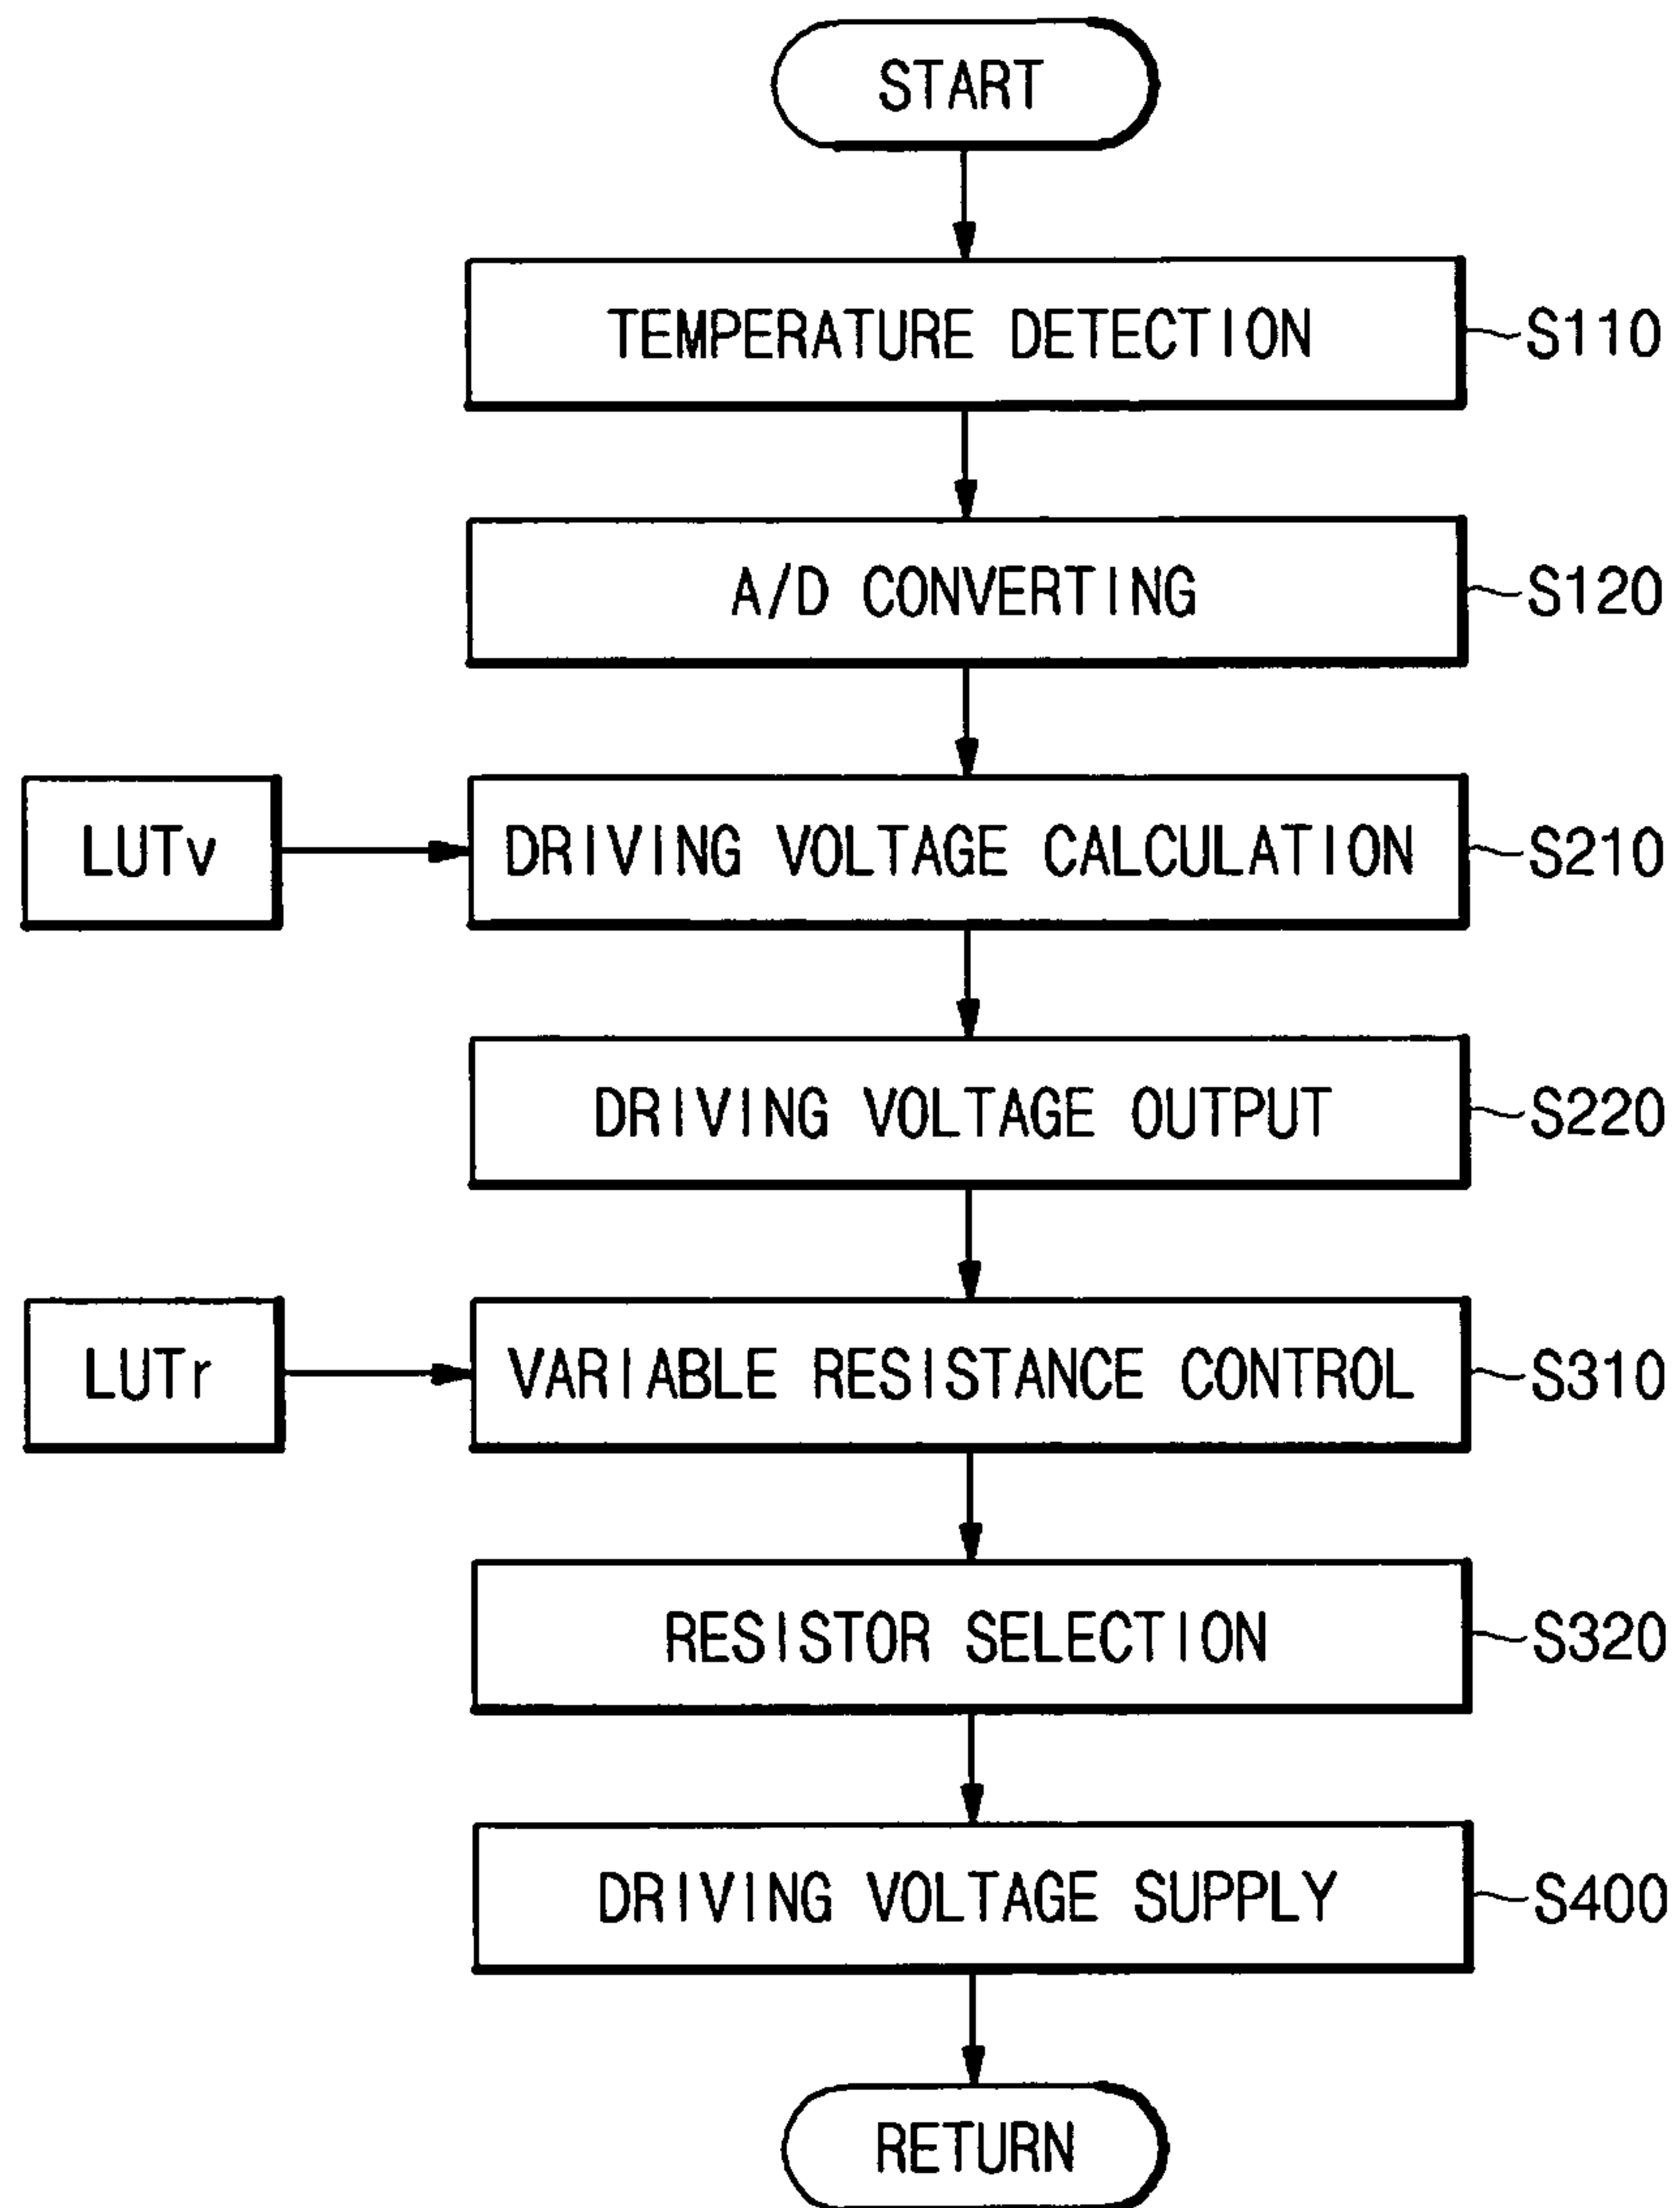 START
TEMPERATURE DETECTION
S110
A/D CONVERTING
S120
LUTv
DRIVING VOLTAGE CALCULATION
S210
DRIVING VOLTAGE OUTPUT
S220
LUTr
VARIABLE RESISTANCE CONTROL
S310
RESISTOR SELECTION
S320
DRIVING VOLTAGE SUPPLY
S400
RETURN